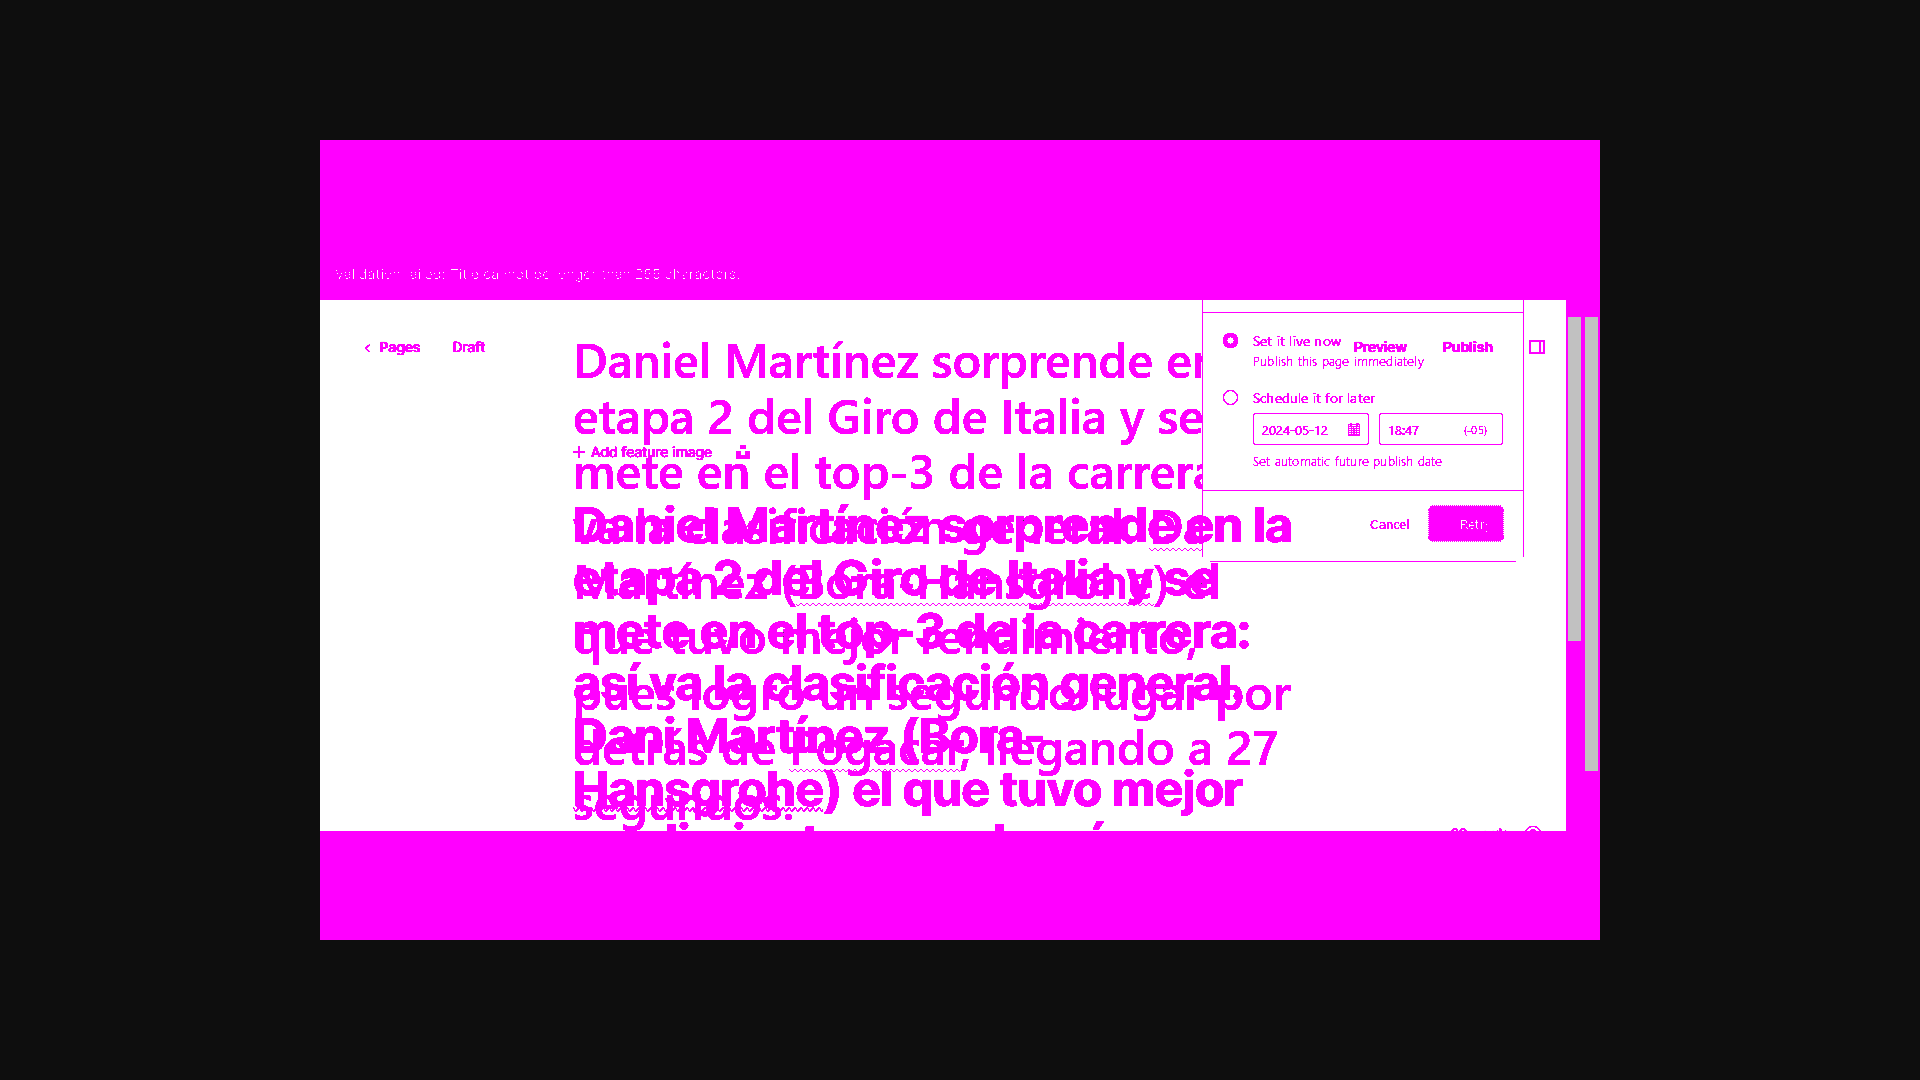 Validation failed: Title cannot be longer than 255 characters.
Pages
Draft
Preview
Publish
Set it live now
Publish this page immediately
Schedule it for later
2024-05-12
18:47
(-05)
Set automatic future publish date
Cancel
Retry
+ Add feature image
Daniel Martínez sorprende en
etapa 2 del Giro de Italia y se
mete en el top-3 de la carrera
va la clasificación general. Da
Martínez (Bora-Hansgrohe) el
que tuvo mejor rendimiento,
pues logró un segundo lugar por
detrás de Pogacar, llegando a 27
segundos.
Daniel Martínez sorprende en la
etapa 2 del Giro de Italia y se
mete en el top-3 de la carrera:
así va la clasificación general.
Dani Martínez (Bora-
Hansgrohe) el que tuvo mejor